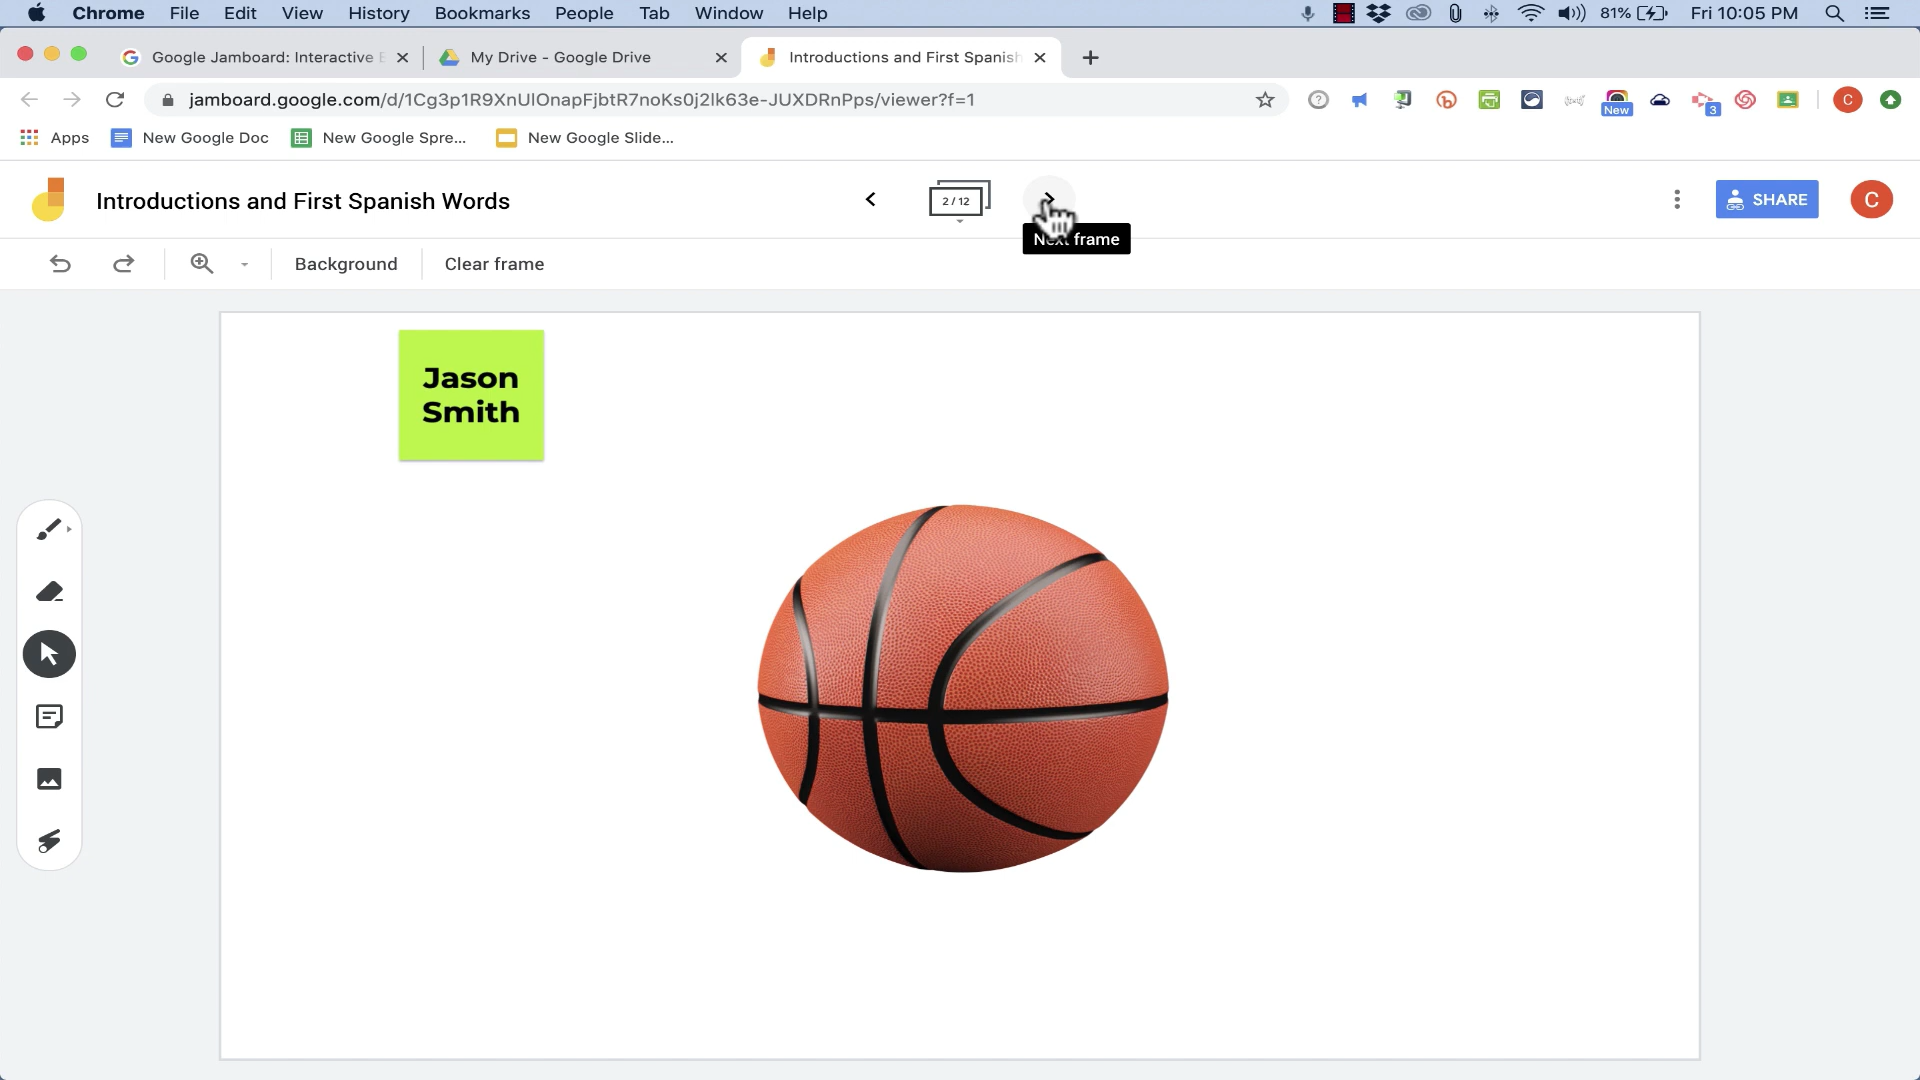 Chrome File Edit View History Bookmarks People Tab Window Help 81% Fri 10:05 PM
Google Jamboard: Interactive My Drive - Google Drive Introductions and First Spanish
jamboard.google.com/d/1Cg3p1R9XnUlOnapFjbtR7noKs0j2lk63e-JUXDRnPps/viewer?f=1 New 3 C
Apps New Google Doc New Google Spre... New Google Slide...
Introductions and First Spanish Words 2 / 12 SHARE C
Next frame
Background Clear frame
Jason
Smith